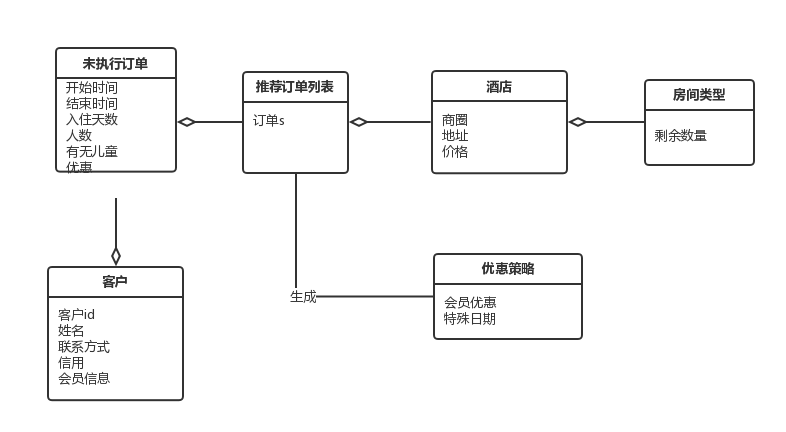 未执行订单
开始时间
结束时间
入住天数
人数
有无儿童
优惠
推荐订单列表
订单s
酒店
商圈
地址
价格
房间类型
剩余数量
客户
客户id
姓名
联系方式
信用
会员信息
生成
优惠策略
会员优惠
特殊日期